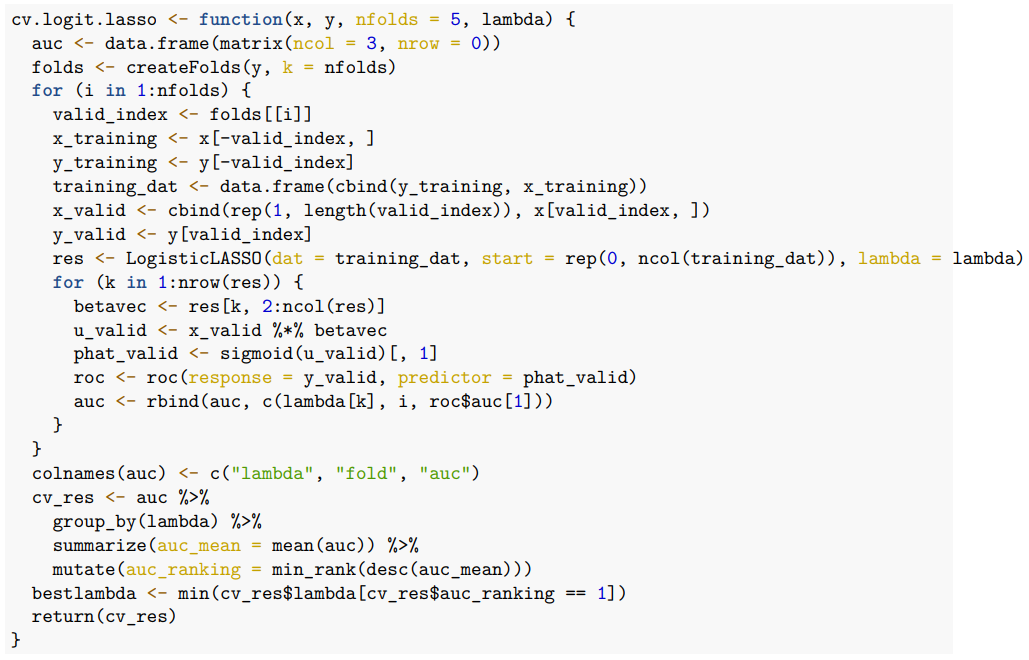 cv.logit.lasso <- function(x, y, nfolds = 5, lambda) {
  auc <- data.frame(matrix(ncol = 3, nrow = 0))
  folds <- createFolds(y, k = nfolds)
  for (i in 1:nfolds) {
    valid_index <- folds[[i]]
    x_training <- x[-valid_index, ]
    y_training <- y[-valid_index]
    training_dat <- data.frame(cbind(y_training, x_training))
    x_valid <- cbind(rep(1, length(valid_index)), x[valid_index, ])
    y_valid <- y[valid_index]
    res <- LogisticLASSO(dat = training_dat, start = rep(0, ncol(training_dat)), lambda = lambda)
    for (k in 1:nrow(res)) {
      betavec <- res[k, 2:ncol(res)]
      u_valid <- x_valid %*% betavec
      phat_valid <- sigmoid(u_valid)[, 1]
      roc <- roc(response = y_valid, predictor = phat_valid)
      auc <- rbind(auc, c(lambda[k], i, roc$auc[1]))
    }
  }
  colnames(auc) <- c("lambda", "fold", "auc")
  cv_res <- auc %>%
    group_by(lambda) %>%
    summarize(auc_mean = mean(auc)) %>%
    mutate(auc_ranking = min_rank(desc(auc_mean)))
  bestlambda <- min(cv_res$lambda[cv_res$auc_ranking == 1])
  return(cv_res)
}